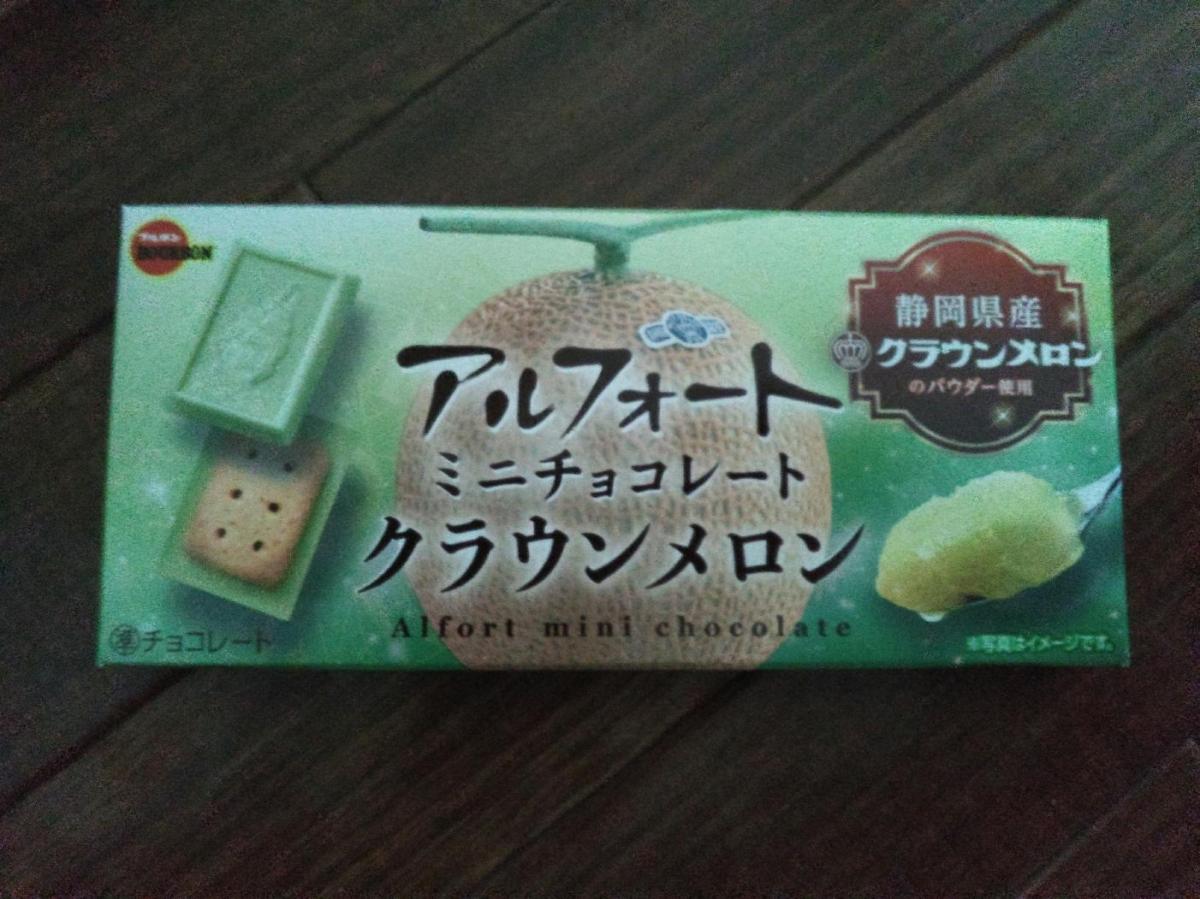 ブルボン
BOURBON
静岡県産
クラウンメロン
のパウダー使用
アルフォート
ミニチョコレート
クラウンメロン
Alfort mini chocolate
準チョコレート
※写真はイメージです。